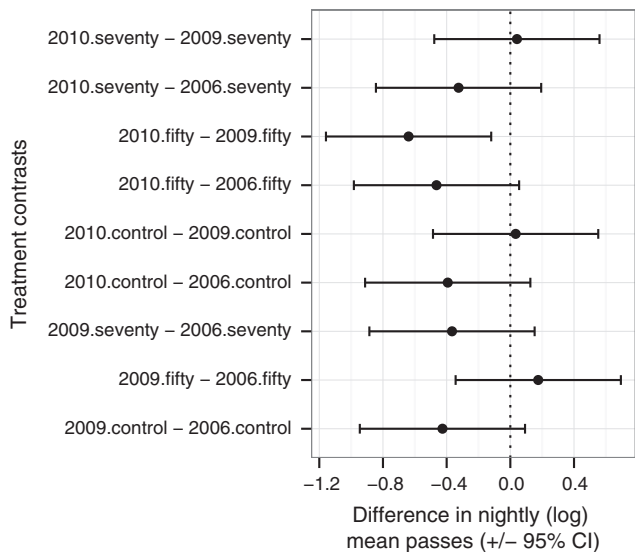 2010.seventy − 2009.seventy
2010.seventy − 2006.seventy
2010.fifty − 2009.fifty
2010.fifty − 2006.fifty
2010.control − 2009.control
2010.control − 2006.control
2009.seventy − 2006.seventy
2009.fifty − 2006.fifty
2009.control − 2006.control
Treatment contrasts
−1.2 −0.8 −0.4 0.0 0.4
Difference in nightly (log)
mean passes (+/− 95% CI)